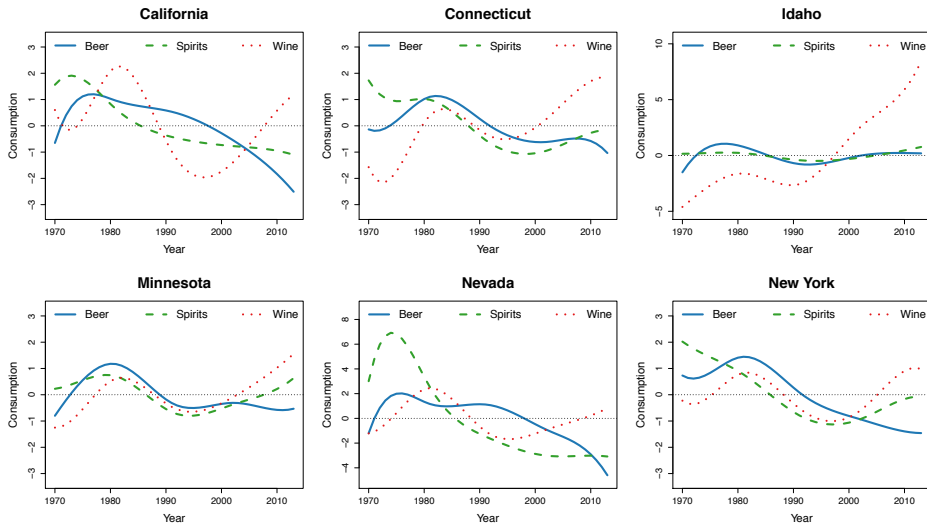 California
Beer Spirits Wine
Consumption
3
2
1
0
-1
-2
-3
1970 1980 1990 2000 2010
Year
Connecticut
Beer Spirits Wine
Consumption
3
2
1
0
-1
-2
-3
1970 1980 1990 2000 2010
Year
Idaho
Beer Spirits Wine
Consumption
10
5
0
-5
1970 1980 1990 2000 2010
Year
Minnesota
Beer Spirits Wine
Consumption
3
2
1
0
-1
-2
-3
1970 1980 1990 2000 2010
Year
Nevada
Beer Spirits Wine
Consumption
8
6
4
2
0
-2
-4
1970 1980 1990 2000 2010
Year
New York
Beer Spirits Wine
Consumption
3
2
1
0
-1
-2
-3
1970 1980 1990 2000 2010
Year